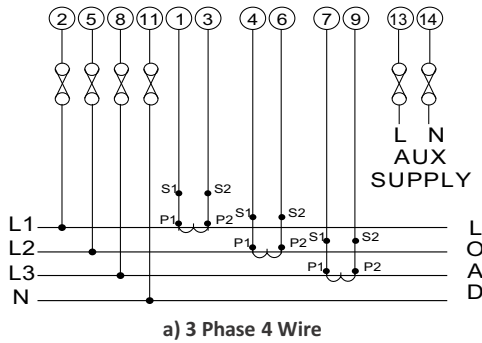 2 5 8 11 1 3 4 6 7 9 13 14
L N
AUX
SUPPLY
S1 S2
S1 S2
P1 P2
L1 L
S1 S2
L2 P1 P2 O
L3 P1 P2 A
N D
a) 3 Phase 4 Wire